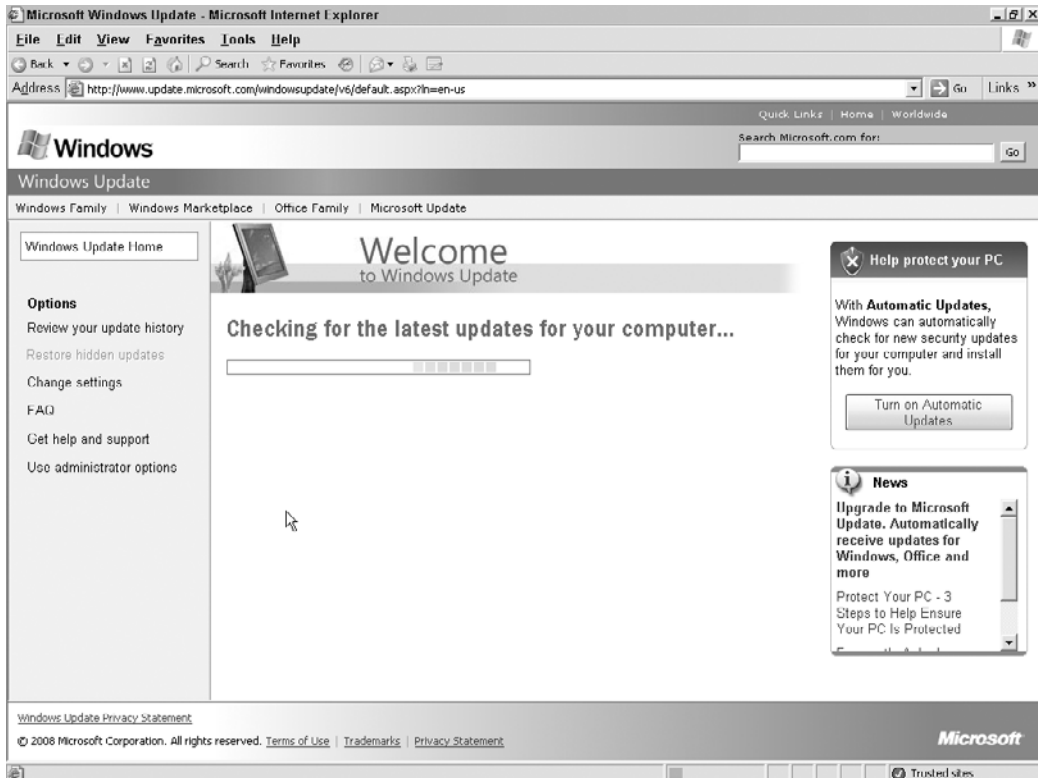 Microsoft Windows Update - Microsoft Internet Explorer
File Edit View Favorites Tools Help
Back Search Favorites
Address http://www.update.microsoft.com/windowsupdate/v6/default.aspx?ln=en-us Go Links »
Quick Links | Home | Worldwide
Search Microsoft.com for:
Windows
Go
Windows Update
Windows Family | Windows Marketplace | Office Family | Microsoft Update
Windows Update Home
Options
Review your update history
Restore hidden updates
Change settings
FAQ
Get help and support
Use administrator options
Welcome
to Windows Update
Checking for the latest updates for your computer...
Help protect your PC
With Automatic Updates,
Windows can automatically
check for new security updates
for your computer and install
them for you.
Turn on Automatic
Updates
News
Upgrade to Microsoft
Update. Automatically
receive updates for
Windows, Office and
more
Protect Your PC - 3
Steps to Help Ensure
Your PC Is Protected
Windows Update Privacy Statement
© 2008 Microsoft Corporation. All rights reserved. Terms of Use | Trademarks | Privacy Statement
Microsoft
Trusted sites